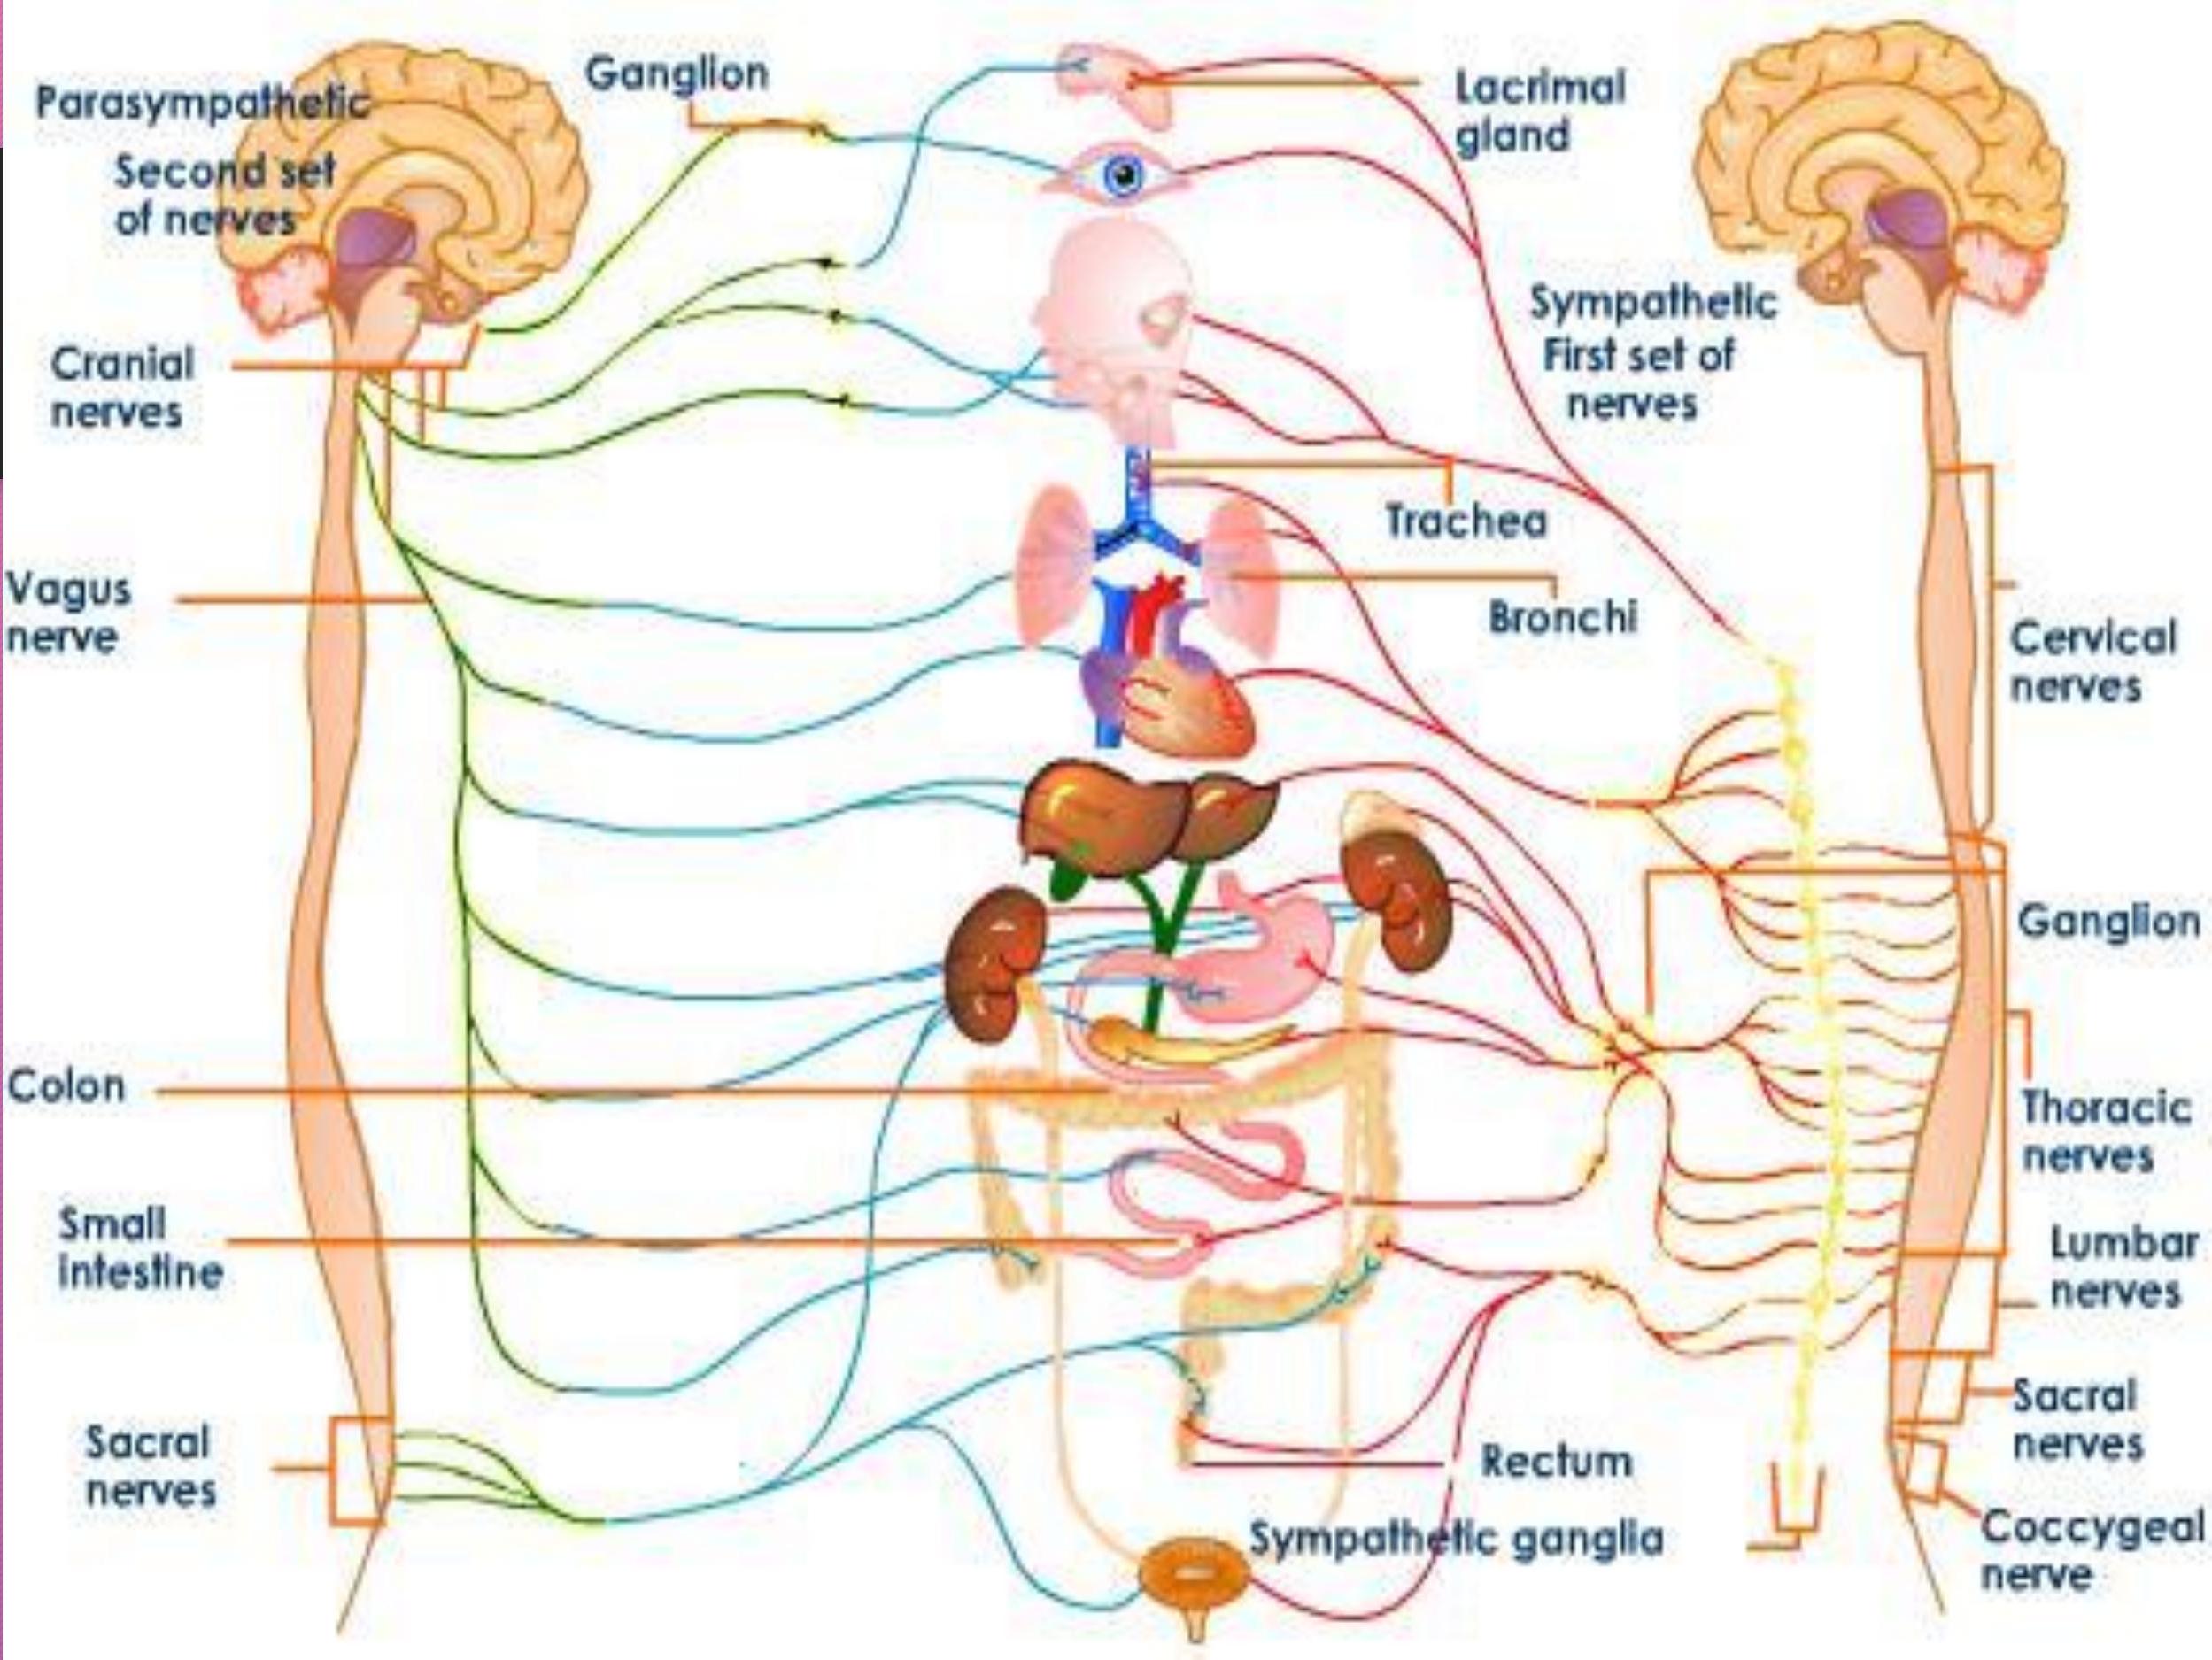 Parasympathetic
Second set
of nerves
Ganglion
Lacrimal
gland
Sympathetic
First set of
nerves
Cranial
nerves
Trachea
Bronchi
Vagus
nerve
Cervical
nerves
Ganglion
Colon
Thoracic
nerves
Small
intestine
Lumbar
nerves
Sacral
nerves
Sacral
nerves
Rectum
Sympathetic ganglia
Coccygeal
nerve